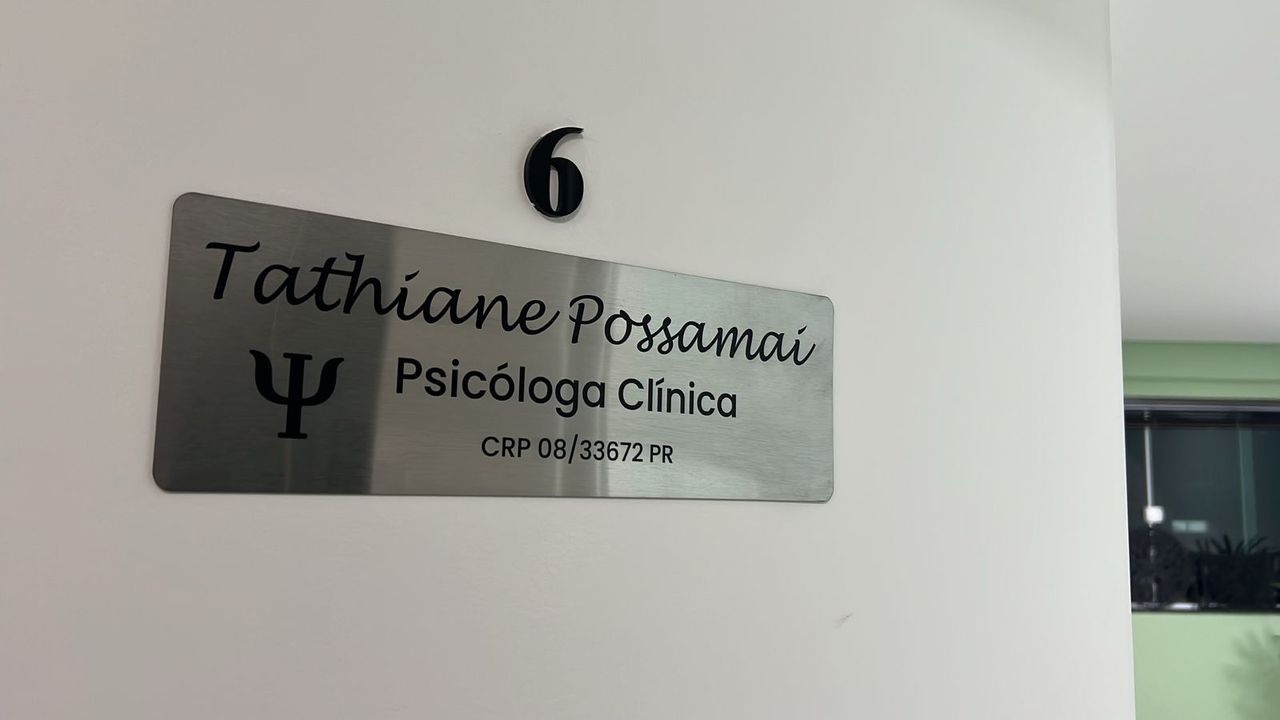 6
Tathiane Possamai
Ψ Psicóloga Clínica
CRP 08/33672 PR